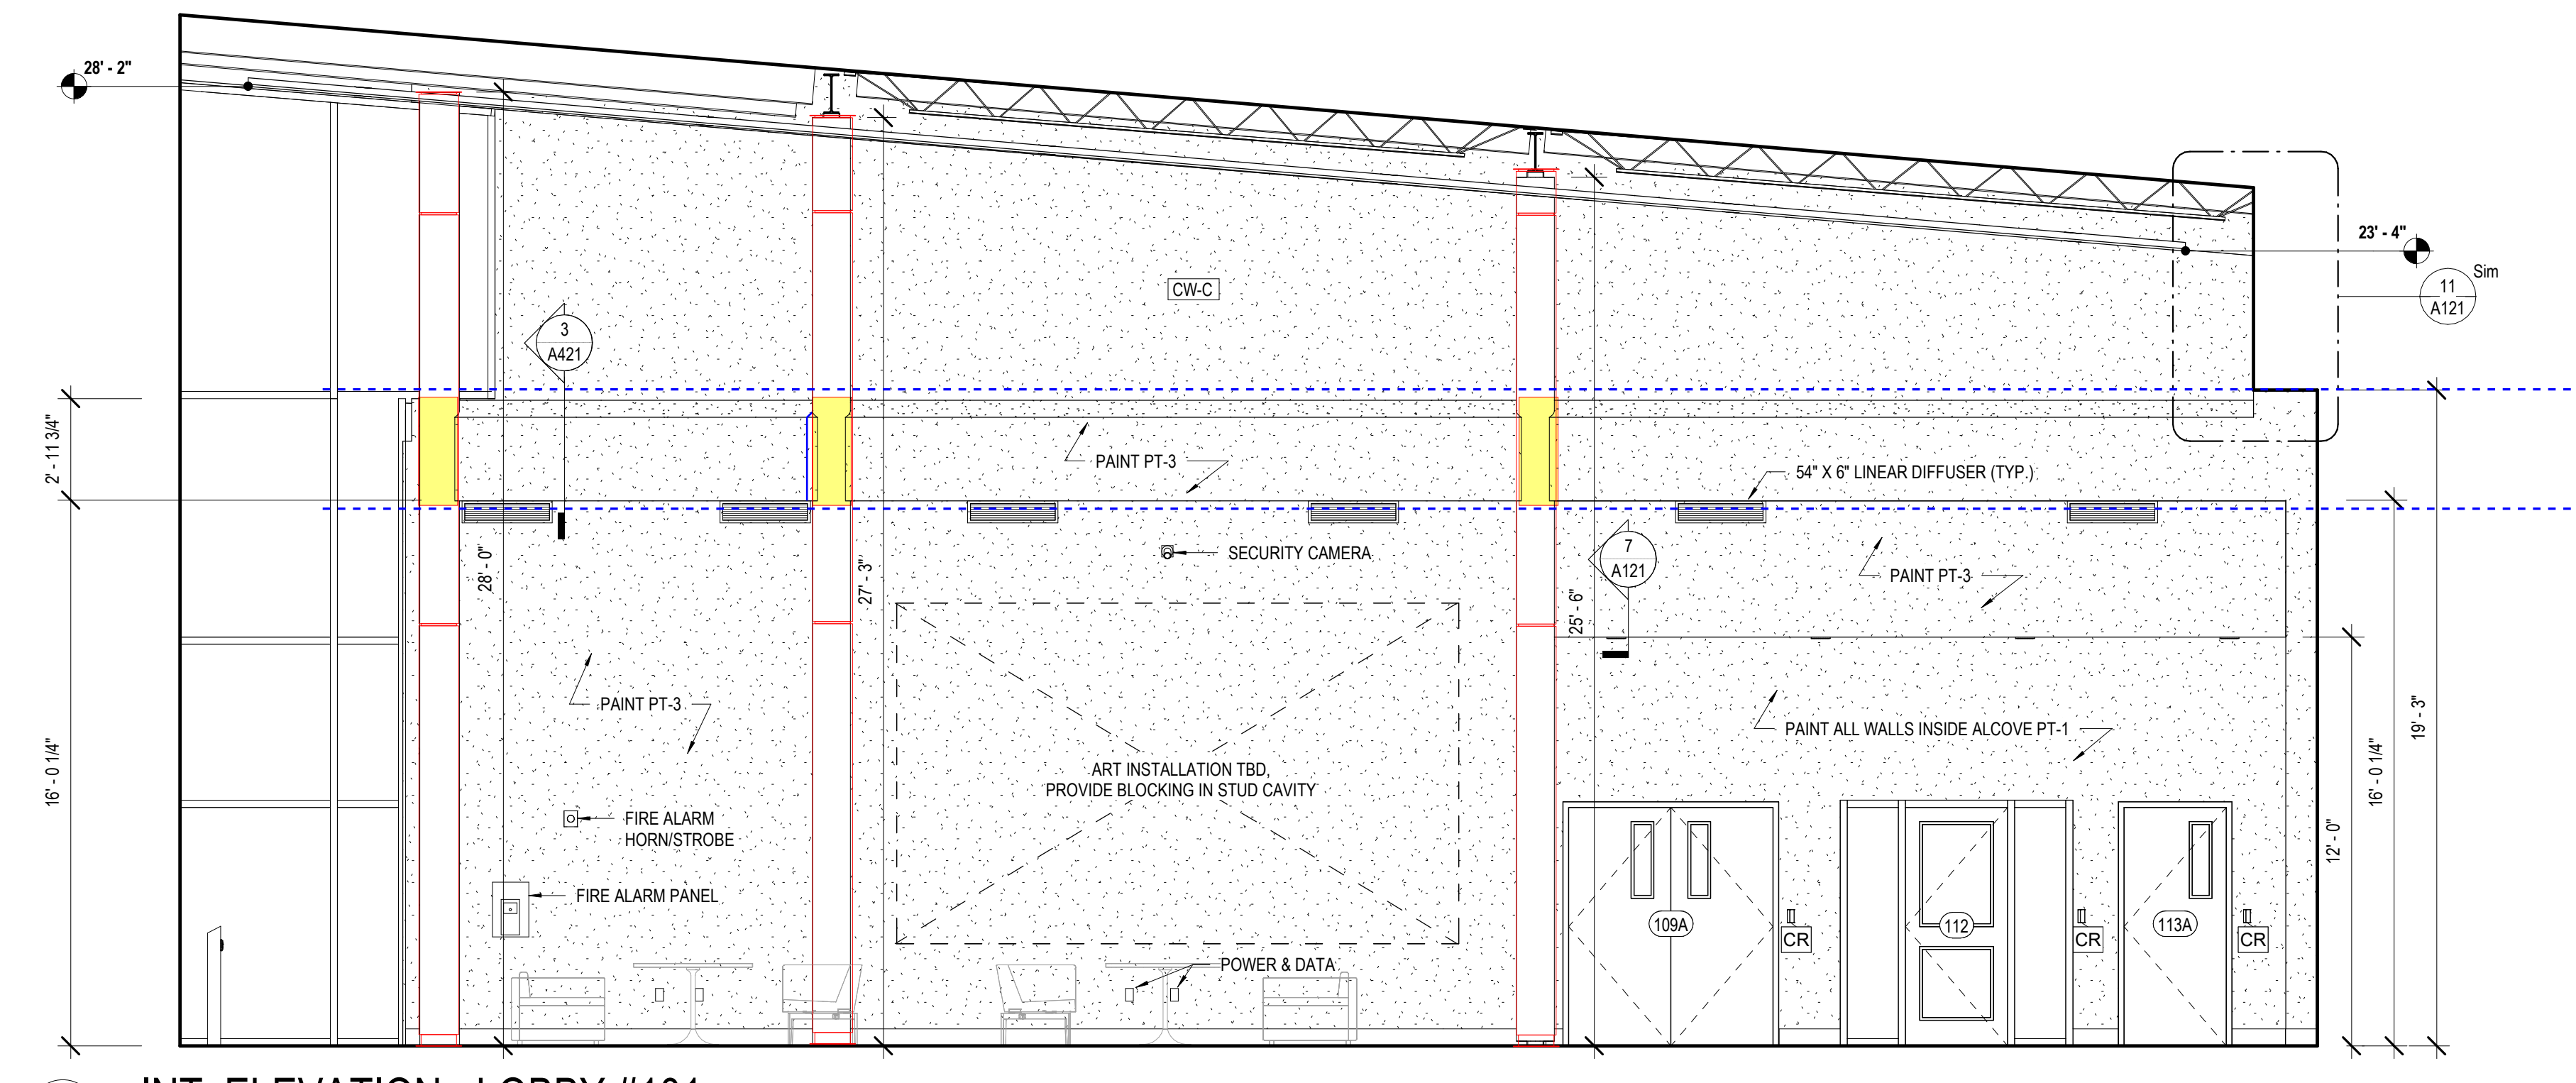 28' - 2"
23' - 4"
Sim
11
A121
CW-C
3
A421
2' - 11 3/4"
PAINT PT-3
54" X 6" LINEAR DIFFUSER (TYP.)
28' - 0"
27' - 3"
SECURITY CAMERA
7
A121
25' - 6"
PAINT PT-3
PAINT PT-3
PAINT ALL WALLS INSIDE ALCOVE PT-1
19' - 3"
16' - 0 1/4"
16' - 0 1/4"
12' - 0"
ART INSTALLATION TBD,
PROVIDE BLOCKING IN STUD CAVITY
FIRE ALARM
HORN/STROBE
FIRE ALARM PANEL
109A
CR
112
CR
113A
CR
POWER & DATA